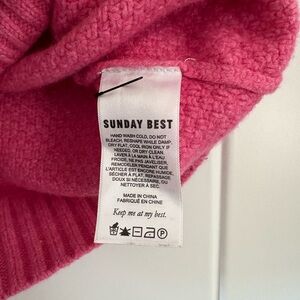 SUNDAY BEST
HAND WASH COLD, DO NOT
BLEACH, RESHAPE WHILE DAMP,
DRY FLAT, COOL IRON ONLY IF
NEEDED, OR DRY CLEAN.
LAVER À LA MAIN À L'EAU
FROIDE, NE PAS JAVELISER,
REMODELER PENDANT QUE
L'ARTICLE EST ENCORE HUMIDE,
SÉCHER À PLAT, REPASSAGE
DOUX SI NÉCESSAIRE, OU
NETTOYER À SEC.
MADE IN CHINA
FABRIQUÉ EN CHINE
Keep me at my best.
P